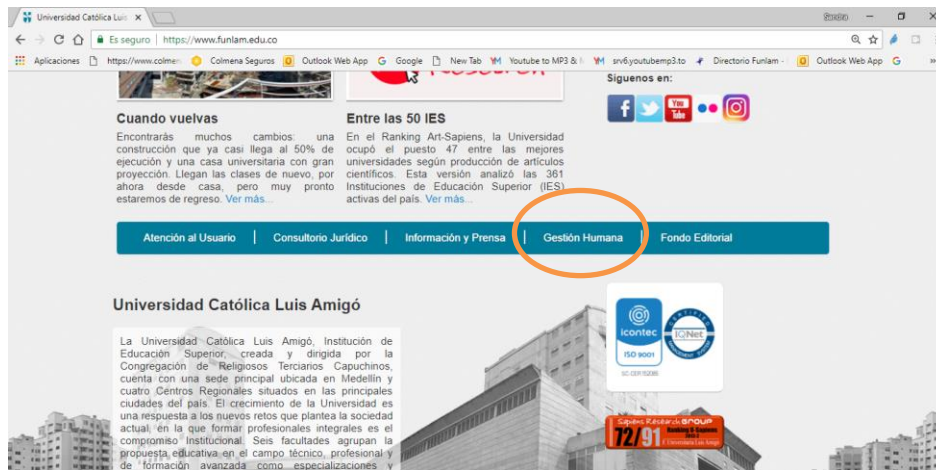 Universidad Católica Luis
Es seguro | https://www.funlam.edu.co
Aplicaciones https://www.colmen Colmena Seguros Outlook Web App Google New Tab Youtube to MP3 & srv6.youtubemp3.to Directorio Funlam - Outlook Web App »
Research
Siguenos en:
You Tube
Cuando vuelvas
Encontrarás muchos cambios: una
construcción que ya casi llega al 50% de
ejecución y una casa universitaria con gran
proyección. Llegan las clases de nuevo, por
ahora desde casa, pero muy pronto
estaremos de regreso. Ver más...
Entre las 50 IES
En el Ranking Art-Sapiens, la Universidad
ocupó el puesto 47 entre las mejores
universidades según producción de artículos
científicos. Esta versión analizó las 361
Instituciones de Educación Superior (IES)
activas del país. Ver más...
Atención al Usuario | Consultorio Jurídico | Información y Prensa | Gestión Humana | Fondo Editorial
Universidad Católica Luis Amigó
La Universidad Católica Luis Amigó, Institución de
Educación Superior, creada y dirigida por la
Congregación de Religiosos Terciarios Capuchinos,
cuenta con una sede principal ubicada en Medellín y
cuatro Centros Regionales situados en las principales
ciudades del país. El crecimiento de la Universidad es
una respuesta a los nuevos retos que plantea la sociedad
actual, en la que formar profesionales integrales es el
compromiso Institucional. Seis facultades agrupan la
propuesta educativa en el campo técnico, profesional y
de formación avanzada como especializaciones y
icontec
ISO 9001
CERTIFIED
IQNet
MANAGEMENT SYSTEM
Sapiens Research GROUP
72/91